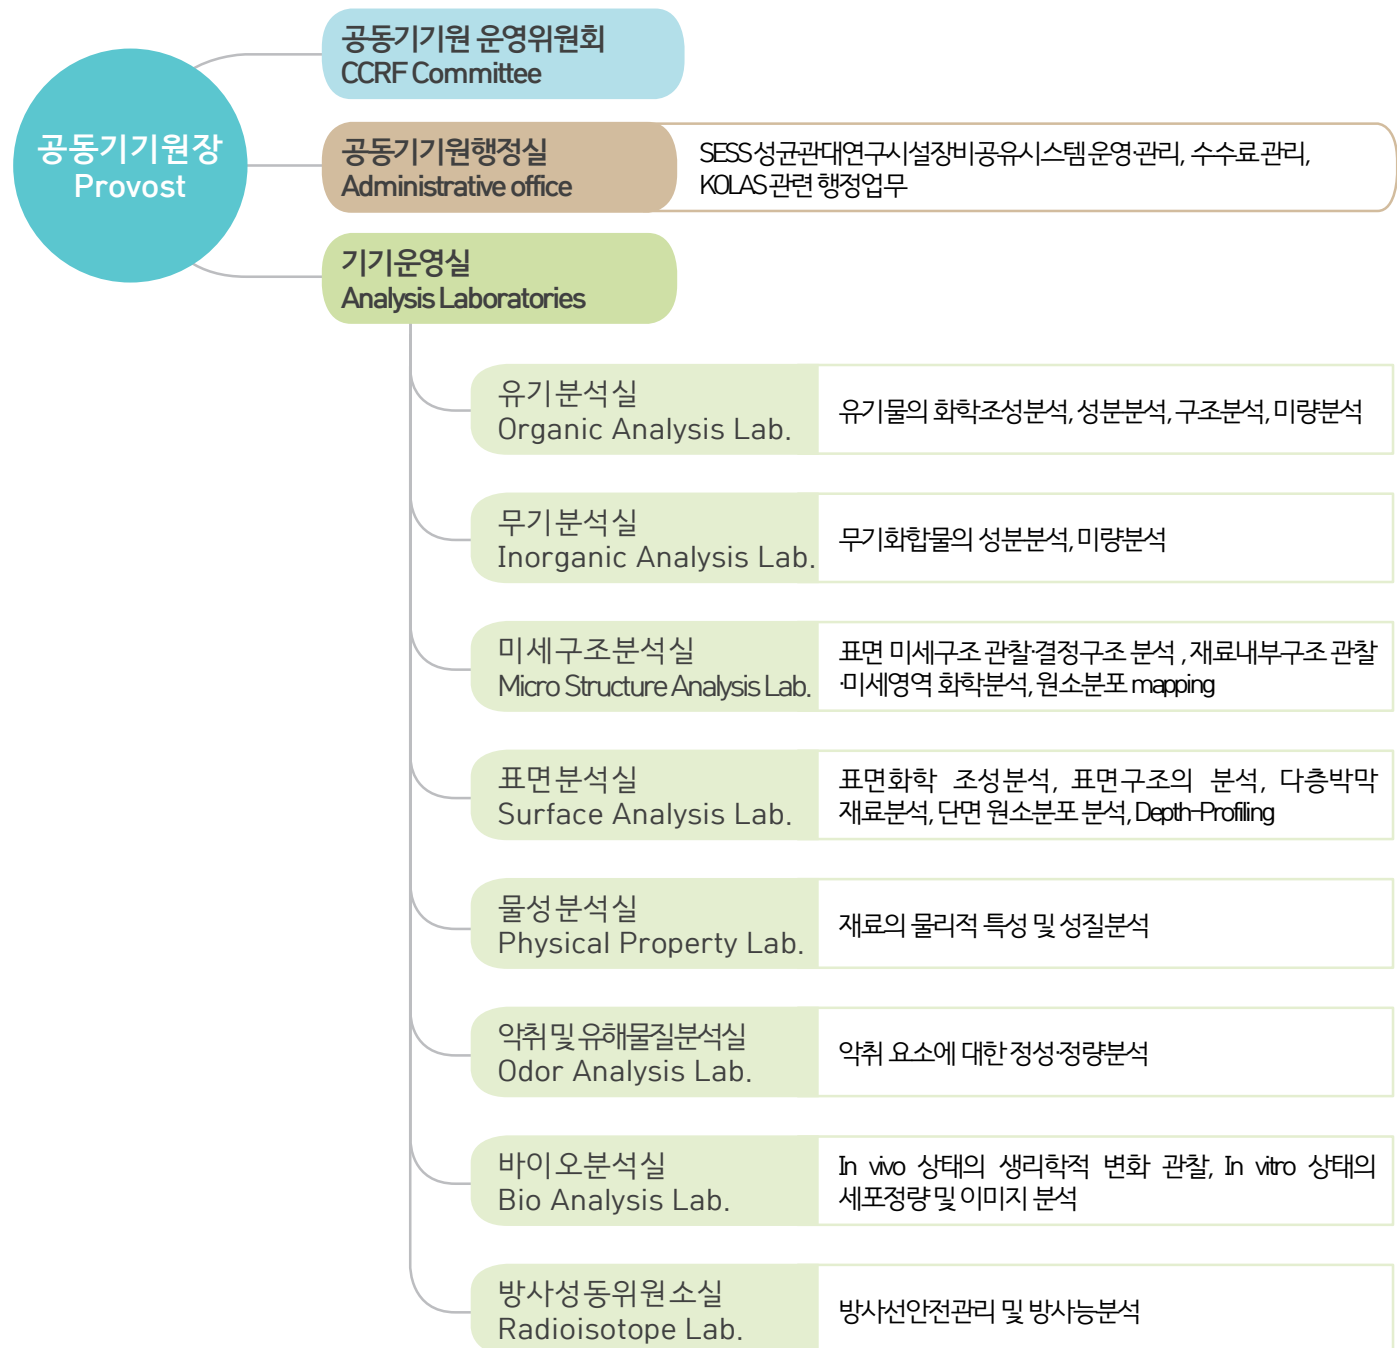 공동기기원장
Provost
공동기기원 운영위원회
CCRF Committee
공동기기원행정실
Administrative office
SESS 성균관대연구시설장비공유시스템 운영·관리, 수수료 관리,
KOLAS 관련 행정업무
기기운영실
Analysis Laboratories
유기분석실
Organic Analysis Lab.
유기물의 화학조성분석, 성분분석, 구조분석, 미량분석
무기분석실
Inorganic Analysis Lab.
무기화합물의 성분분석, 미량분석
미세구조분석실
Micro Structure Analysis Lab.
표면 미세구조 관찰·결정구조 분석 , 재료내부구조 관찰
·미세영역 화학분석, 원소분포 mapping
표면분석실
Surface Analysis Lab.
표면화학 조성분석, 표면구조의 분석, 다층박막
재료분석, 단면 원소분포 분석, Depth-Profiling
물성분석실
Physical Property Lab.
재료의 물리적 특성 및 성질분석
악취 및 유해물질분석실
Odor Analysis Lab.
악취 요소에 대한 정성·정량분석
바이오분석실
Bio Analysis Lab.
In vivo 상태의 생리학적 변화 관찰, In vitro 상태의
세포정량 및 이미지 분석
방사성동위원소실
Radioisotope Lab.
방사선안전관리 및 방사능분석